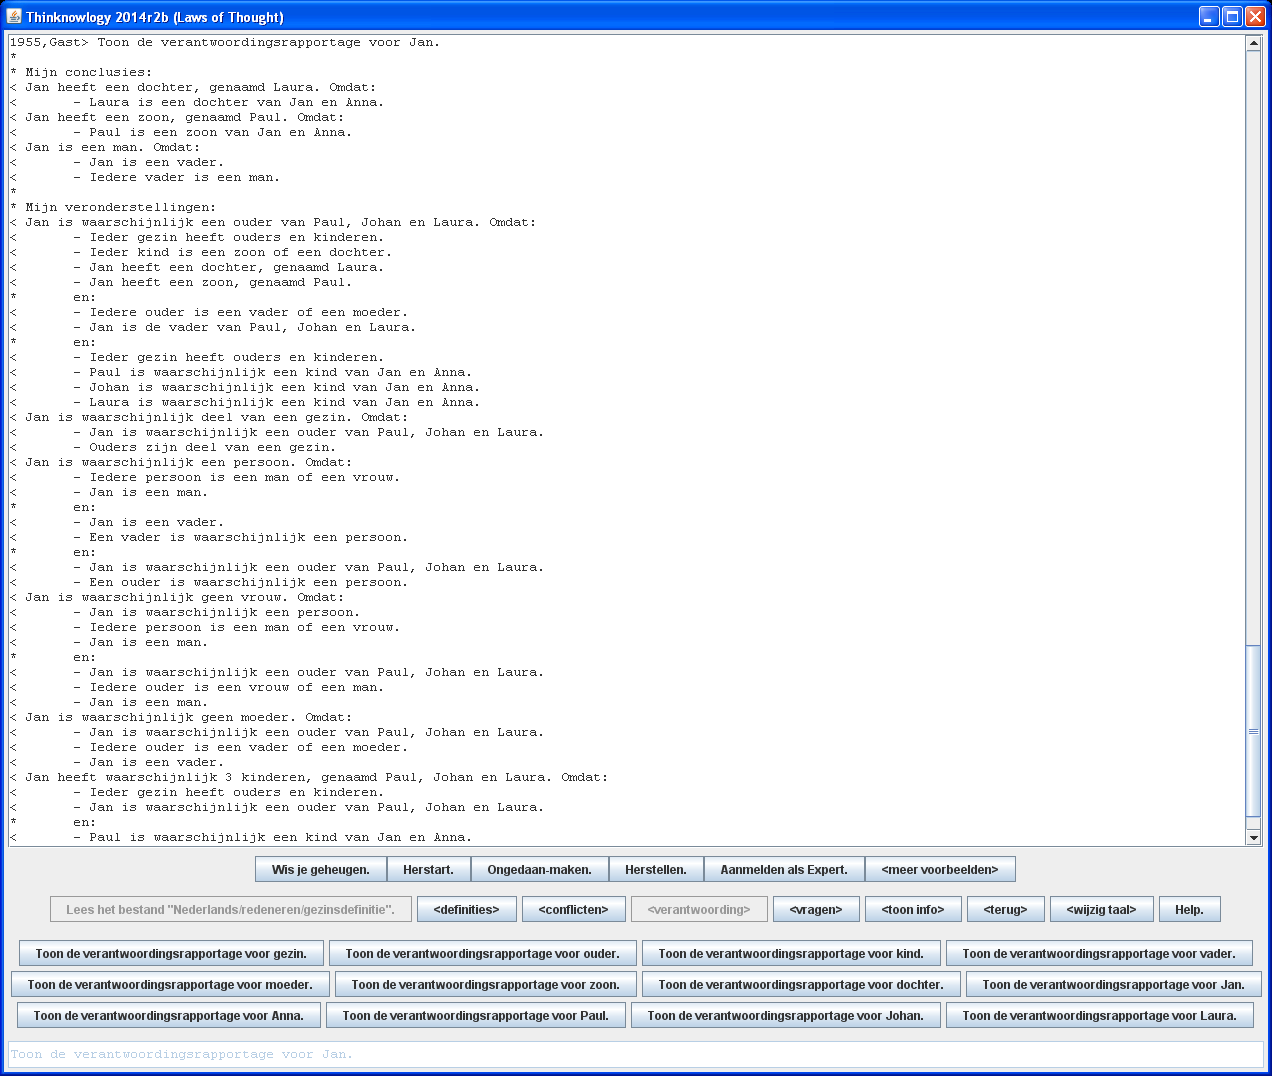 Thinknowlogy 2014r2b (Laws of Thought)
1955,Gast> Toon de verantwoordingsrapportage voor Jan.
*
* Mijn conclusies:
< Jan heeft een dochter, genaamd Laura. Omdat:
< - Laura is een dochter van Jan en Anna.
< Jan heeft een zoon, genaamd Paul. Omdat:
< - Paul is een zoon van Jan en Anna.
< Jan is een man. Omdat:
< - Jan is een vader.
< - Iedere vader is een man.
*
* Mijn veronderstellingen:
< Jan is waarschijnlijk een ouder van Paul, Johan en Laura. Omdat:
< - Ieder gezin heeft ouders en kinderen.
< - Ieder kind is een zoon of een dochter.
< - Jan heeft een dochter, genaamd Laura.
< - Jan heeft een zoon, genaamd Paul.
* en:
< - Iedere ouder is een vader of een moeder.
< - Jan is de vader van Paul, Johan en Laura.
* en:
< - Ieder gezin heeft ouders en kinderen.
< - Paul is waarschijnlijk een kind van Jan en Anna.
< - Johan is waarschijnlijk een kind van Jan en Anna.
< - Laura is waarschijnlijk een kind van Jan en Anna.
< Jan is waarschijnlijk deel van een gezin. Omdat:
< - Jan is waarschijnlijk een ouder van Paul, Johan en Laura.
< - Ouders zijn deel van een gezin.
< Jan is waarschijnlijk een persoon. Omdat:
< - Iedere persoon is een man of een vrouw.
< - Jan is een man.
* en:
< - Jan is een vader.
< - Een vader is waarschijnlijk een persoon.
* en:
< - Jan is waarschijnlijk een ouder van Paul, Johan en Laura.
< - Een ouder is waarschijnlijk een persoon.
< Jan is waarschijnlijk geen vrouw. Omdat:
< - Jan is waarschijnlijk een persoon.
< - Iedere persoon is een man of een vrouw.
< - Jan is een man.
* en:
< - Jan is waarschijnlijk een ouder van Paul, Johan en Laura.
< - Iedere ouder is een vrouw of een man.
< - Jan is een man.
< Jan is waarschijnlijk geen moeder. Omdat:
< - Jan is waarschijnlijk een ouder van Paul, Johan en Laura.
< - Iedere ouder is een vader of een moeder.
< - Jan is een vader.
< Jan heeft waarschijnlijk 3 kinderen, genaamd Paul, Johan en Laura. Omdat:
< - Ieder gezin heeft ouders en kinderen.
< - Jan is waarschijnlijk een ouder van Paul, Johan en Laura.
* en:
< - Paul is waarschijnlijk een kind van Jan en Anna.
Wis je geheugen. Herstart. Ongedaan-maken. Herstellen. Aanmelden als Expert. <meer voorbeelden>
Lees het bestand "Nederlands/redeneren/gezinsdefinitie". <definities> <conflicten> <verantwoording> <vragen> <toon info> <terug> <wijzig taal> Help.
Toon de verantwoordingsrapportage voor gezin. Toon de verantwoordingsrapportage voor ouder. Toon de verantwoordingsrapportage voor kind. Toon de verantwoordingsrapportage voor vader.
Toon de verantwoordingsrapportage voor moeder. Toon de verantwoordingsrapportage voor zoon. Toon de verantwoordingsrapportage voor dochter. Toon de verantwoordingsrapportage voor Jan.
Toon de verantwoordingsrapportage voor Anna. Toon de verantwoordingsrapportage voor Paul. Toon de verantwoordingsrapportage voor Johan. Toon de verantwoordingsrapportage voor Laura.
Toon de verantwoordingsrapportage voor Jan.